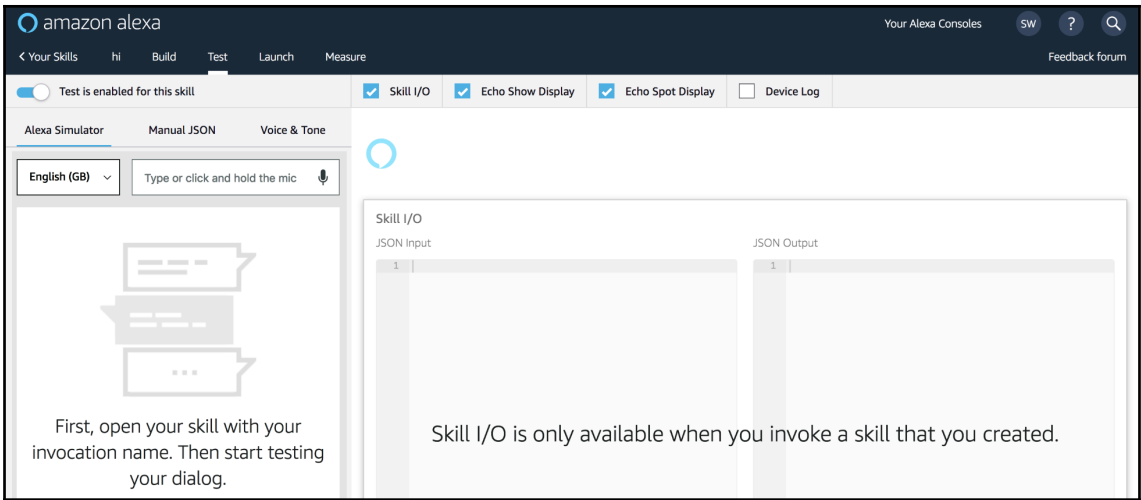 amazon alexa
Your Alexa Consoles
SW
?
Your Skills hi Build Test Launch Measure
Feedback forum
Test is enabled for this skill
Skill I/O Echo Show Display Echo Spot Display Device Log
Alexa Simulator Manual JSON Voice & Tone
English (GB)
Type or click and hold the mic
Skill I/O
JSON Input
JSON Output
1
1
First, open your skill with your
invocation name. Then start testing
your dialog.
Skill I/O is only available when you invoke a skill that you created.